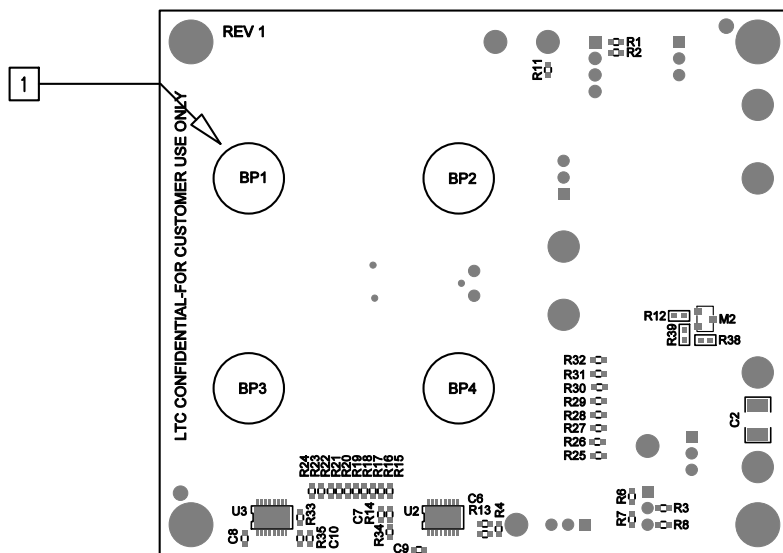 REV 1
R1
R2
R11
1
LTC CONFIDENTIAL-FOR CUSTOMER USE ONLY
BP1
BP2
R12
M2
R39
R38
R32
R31
R30
R29
R28
R27
R26
R25
BP3
BP4
C2
R24
R23
R22
R21
R20
R19
R18
R17
R16
R15
U3
R33
C8
R35
C10
C7
R14
R34
U2
C6
R13
R4
C9
R6
R7
R3
R8